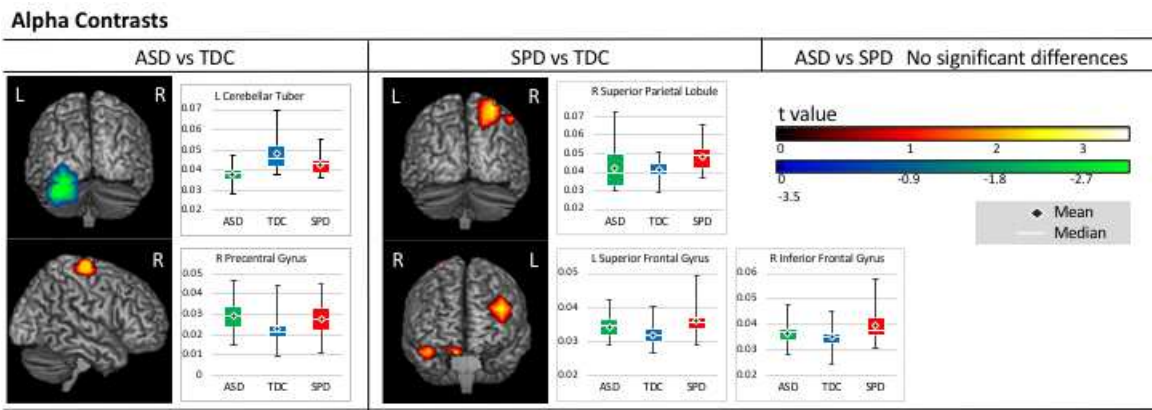 Alpha Contrasts
ASD vs TDC
SPD vs TDC
ASD vs SPD No significant differences
L R
L Cerebellar Tuber
0.07
0.06
0.05
0.04
0.03
0.02
ASD TDC SPD
R
R Precentral Gyrus
0.05
0.04
0.03
0.02
0.01
0
ASD TDC SPD
L R
R Superior Parietal Lobule
0.07
0.06
0.05
0.04
0.03
0.02
ASD TDC SPD
R L
L Superior Frontal Gyrus
0.05
0.04
0.03
0.02
ASD TDC SPD
R Inferior Frontal Gyrus
0.06
0.05
0.04
0.03
0.02
ASD TDC SPD
t value
0 1 2 3
0 -0.9 -1.8 -2.7
-3.5
Mean
Median